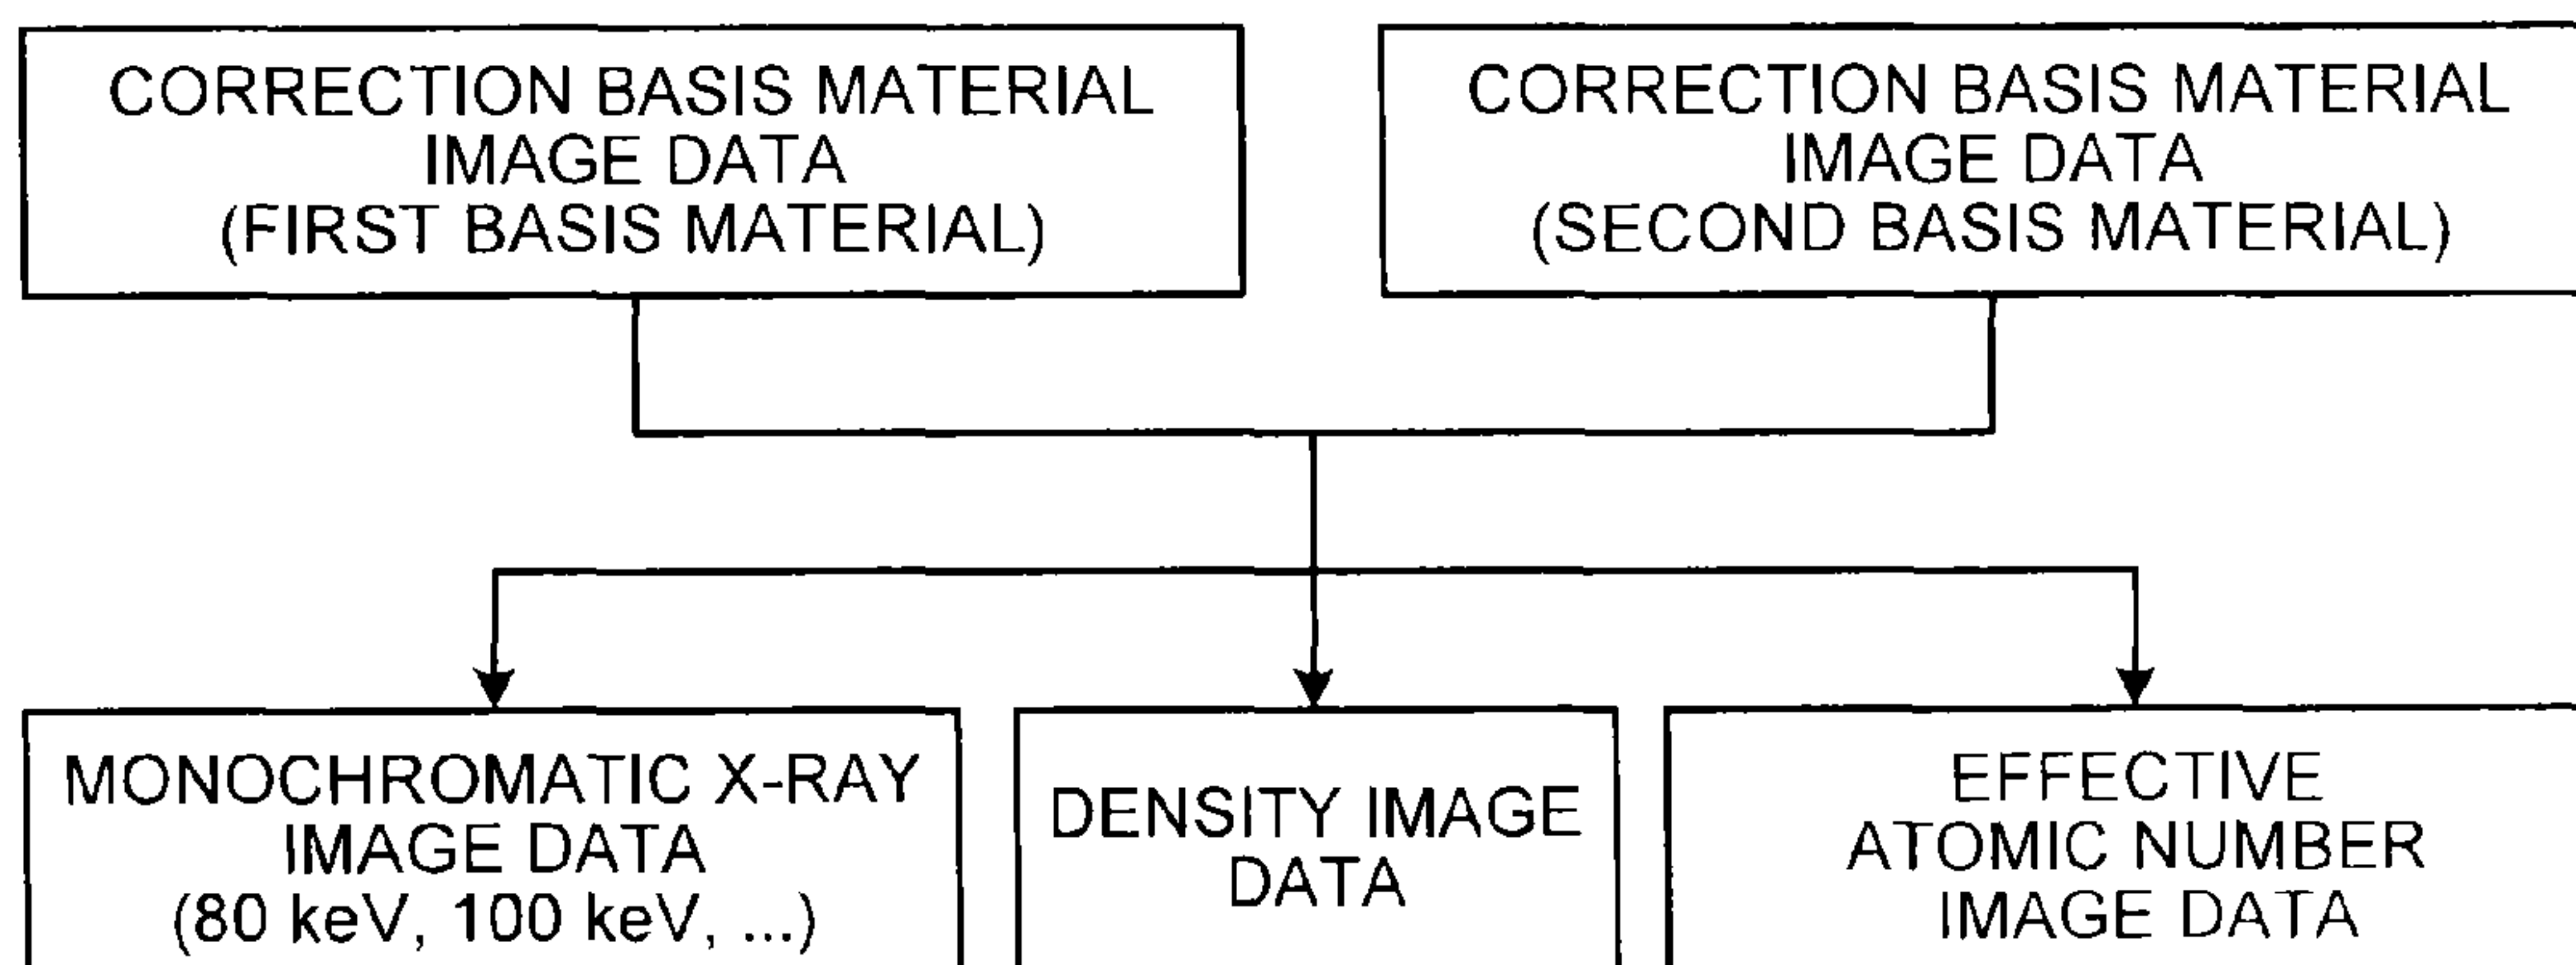 CORRECTION BASIS MATERIAL
IMAGE DATA
(FIRST BASIS MATERIAL)
CORRECTION BASIS MATERIAL
IMAGE DATA
(SECOND BASIS MATERIAL)
MONOCHROMATIC X-RAY
IMAGE DATA
(80 keV, 100 keV, ...)
DENSITY IMAGE
DATA
EFFECTIVE
ATOMIC NUMBER
IMAGE DATA